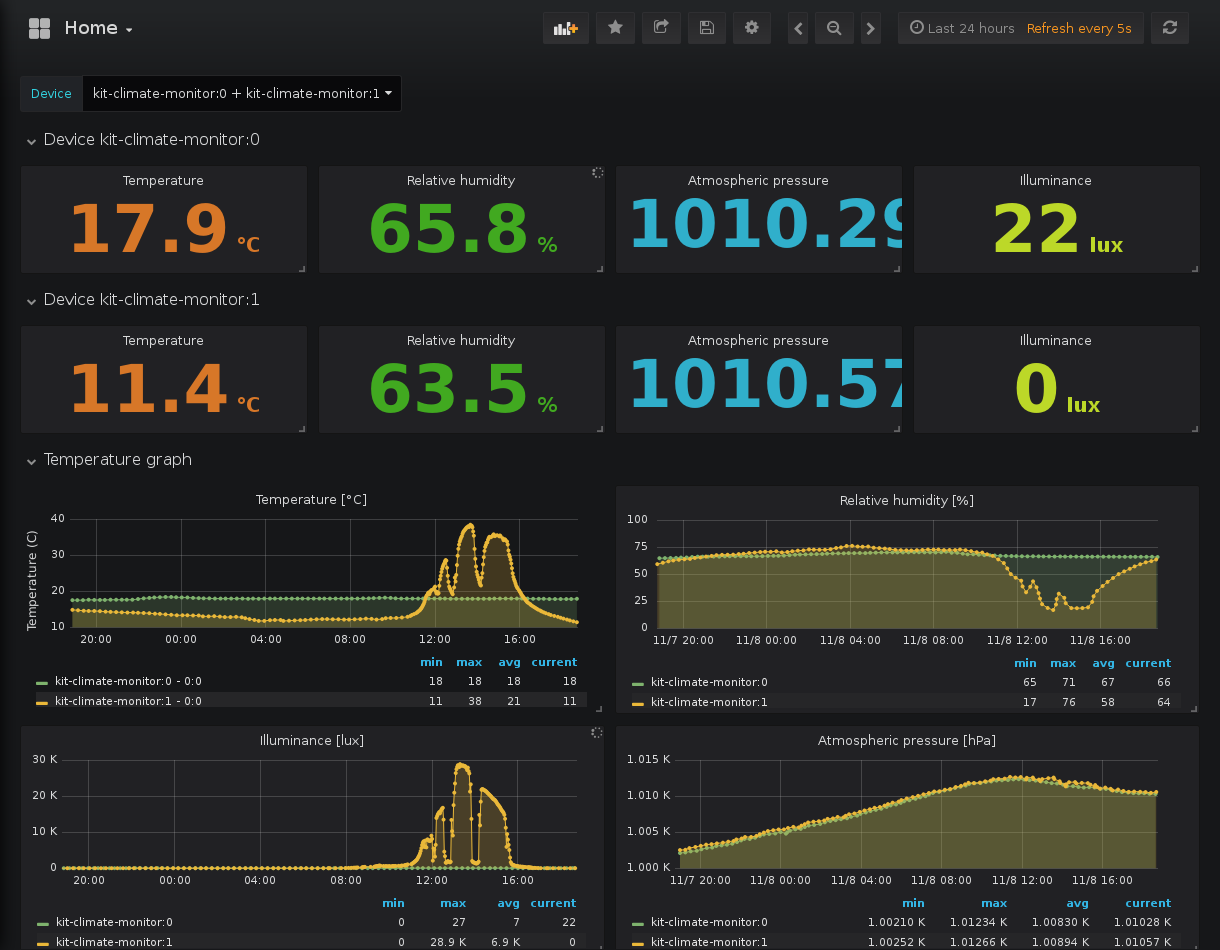 Home
Last 24 hours Refresh every 5s
Device kit-climate-monitor:0 + kit-climate-monitor:1
Device kit-climate-monitor:0
Temperature Relative humidity Atmospheric pressure Illuminance
17.9 °C 65.8 % 1010.29 22 lux
Device kit-climate-monitor:1
Temperature Relative humidity Atmospheric pressure Illuminance
11.4 °C 63.5 % 1010.57 0 lux
Temperature graph
Temperature [°C]
Temperature (C)
40
30
20
10
20:00 00:00 04:00 08:00 12:00 16:00
min max avg current
kit-climate-monitor:0 - 0:0 18 18 18 18
kit-climate-monitor:1 - 0:0 11 38 21 11
Relative humidity [%]
100
75
50
25
0
11/7 20:00 11/8 00:00 11/8 04:00 11/8 08:00 11/8 12:00 11/8 16:00
min max avg current
kit-climate-monitor:0 65 71 67 66
kit-climate-monitor:1 17 76 58 64
Illuminance [lux]
30 K
20 K
10 K
0
20:00 00:00 04:00 08:00 12:00 16:00
min max avg current
kit-climate-monitor:0 0 27 7 22
kit-climate-monitor:1 0 28.9 K 6.9 K 0
Atmospheric pressure [hPa]
1.015 K
1.010 K
1.005 K
1.000 K
11/7 20:00 11/8 00:00 11/8 04:00 11/8 08:00 11/8 12:00 11/8 16:00
min max avg current
kit-climate-monitor:0 1.00210 K 1.01234 K 1.00830 K 1.01028 K
kit-climate-monitor:1 1.00252 K 1.01266 K 1.00894 K 1.01057 K